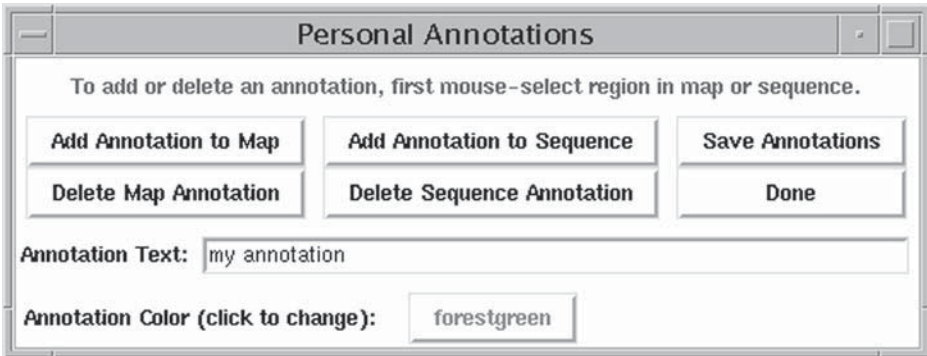 Personal Annotations
To add or delete an annotation, first mouse-select region in map or sequence.
Add Annotation to Map Add Annotation to Sequence Save Annotations
Delete Map Annotation Delete Sequence Annotation Done
Annotation Text: my annotation
Annotation Color (click to change): forestgreen